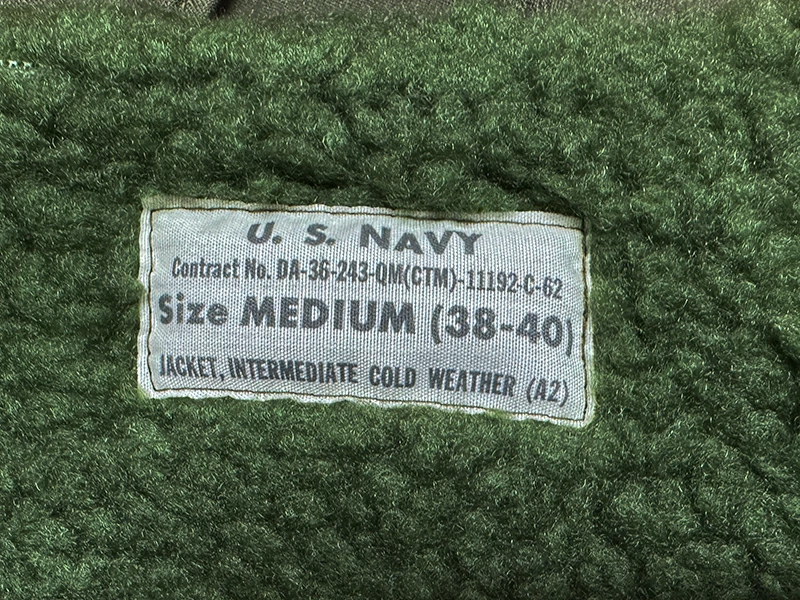 U. S. NAVY
Contract No. DA-36-243-QM(CTM)-11192-C-62
Size MEDIUM (38-40)
JACKET, INTERMEDIATE COLD WEATHER (A2)